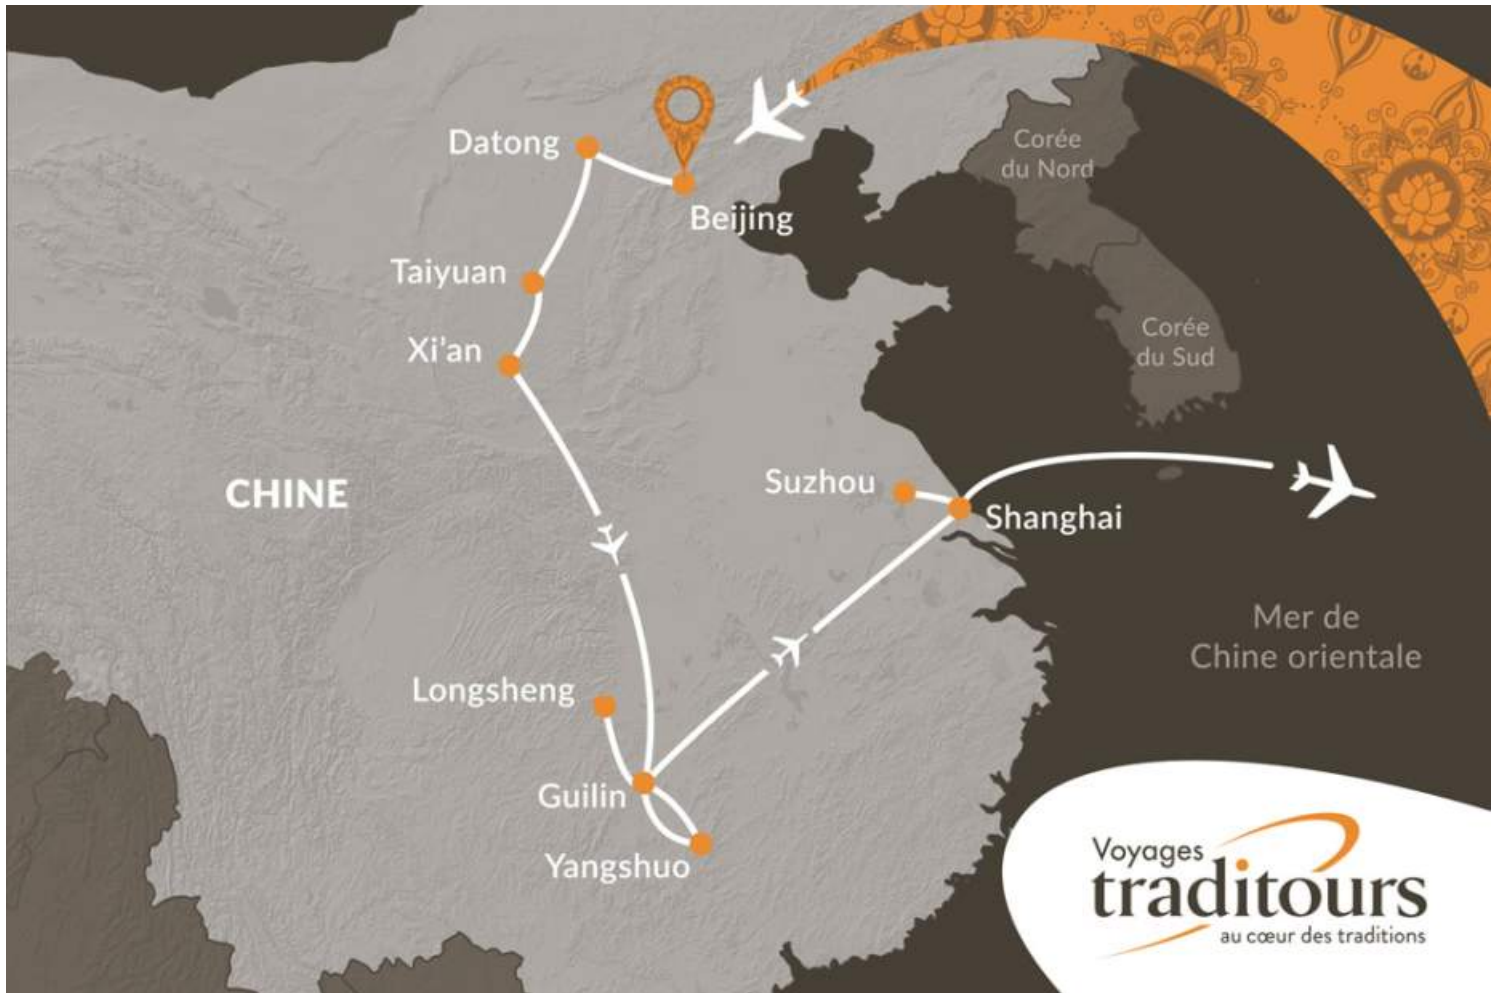 Corée
du Nord
Datong
Beijing
Taiyuan
Corée
du Sud
Xi'an
CHINE
Suzhou
Shanghai
Mer de
Chine orientale
Longsheng
Guilin
Yangshuo
Voyages
traditours
au cœur des traditions